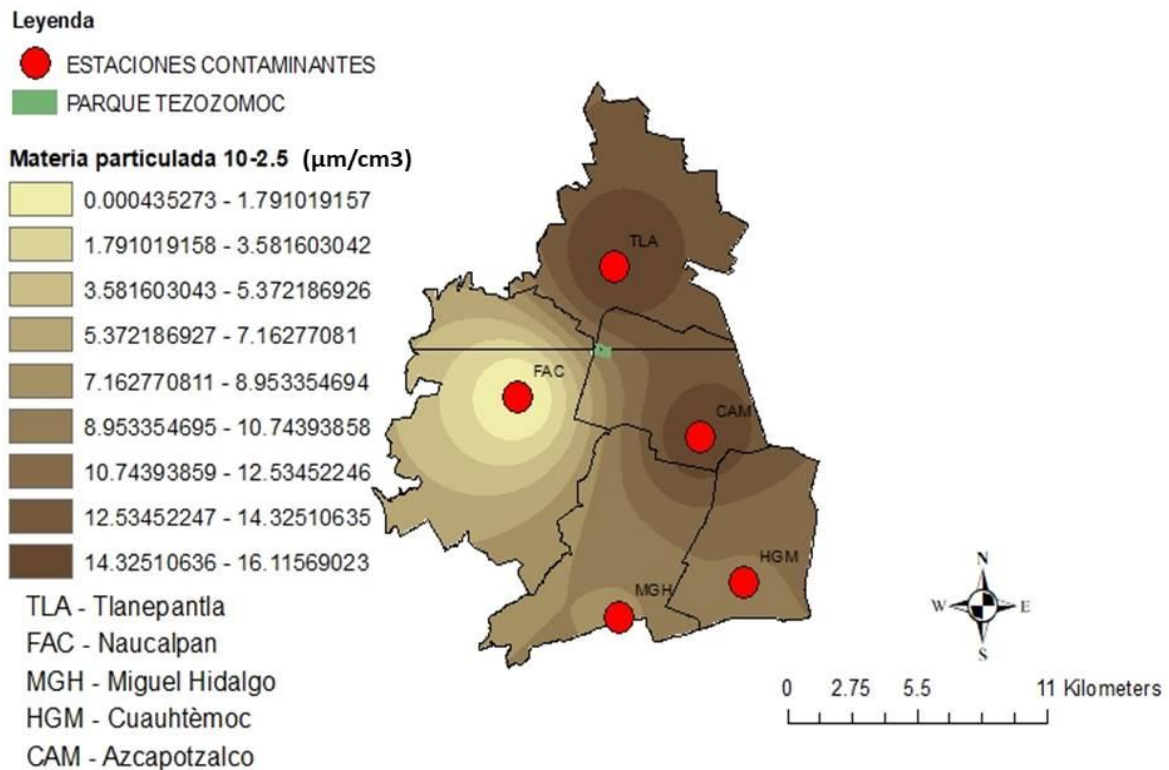 Leyenda
ESTACIONES CONTAMINANTES
PARQUE TEZOZOMOC
Materia particulada 10-2.5 (µm/cm3)
0.000435273 - 1.791019157
1.791019158 - 3.581603042
3.581603043 - 5.372186926
5.372186927 - 7.16277081
7.162770811 - 8.953354694
8.953354695 - 10.74393858
10.74393859 - 12.53452246
12.53452247 - 14.32510635
14.32510636 - 16.11569023
TLA - Tlanepantla
FAC - Naucalpan
MGH - Miguel Hidalgo
HGM - Cuauhtèmoc
CAM - Azcapotzalco
TLA
FAC
CAM
HGM
MGH
N
W E
S
0 2.75 5.5 11 Kilometers